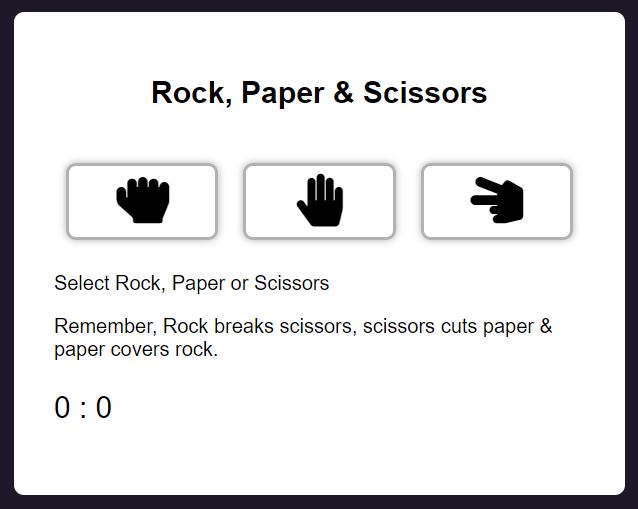 Rock, Paper & Scissors
Select Rock, Paper or Scissors
Remember, Rock breaks scissors, scissors cuts paper &
paper covers rock.
0 : 0